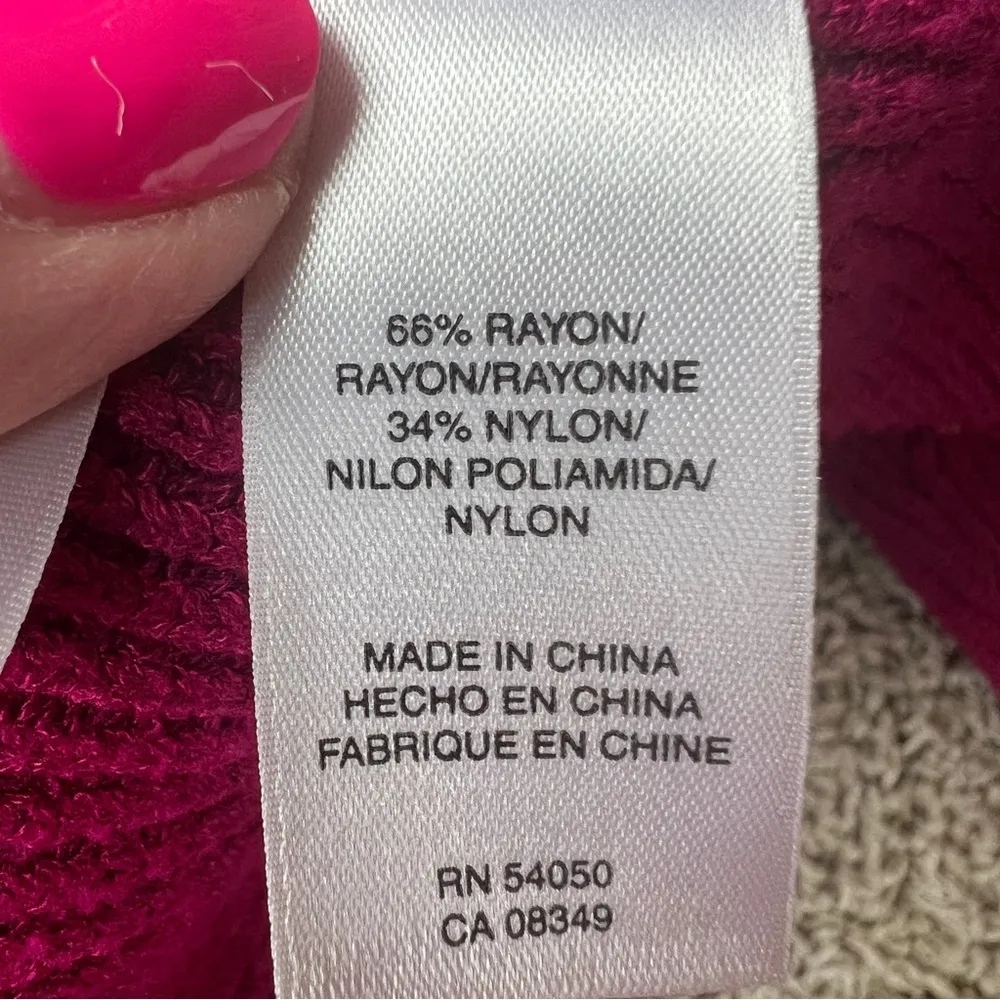 66% RAYON/
RAYON/RAYONNE
34% NYLON/
NILON POLIAMIDA/
NYLON
MADE IN CHINA
HECHO EN CHINA
FABRIQUE EN CHINE
RN 54050
CA 08349